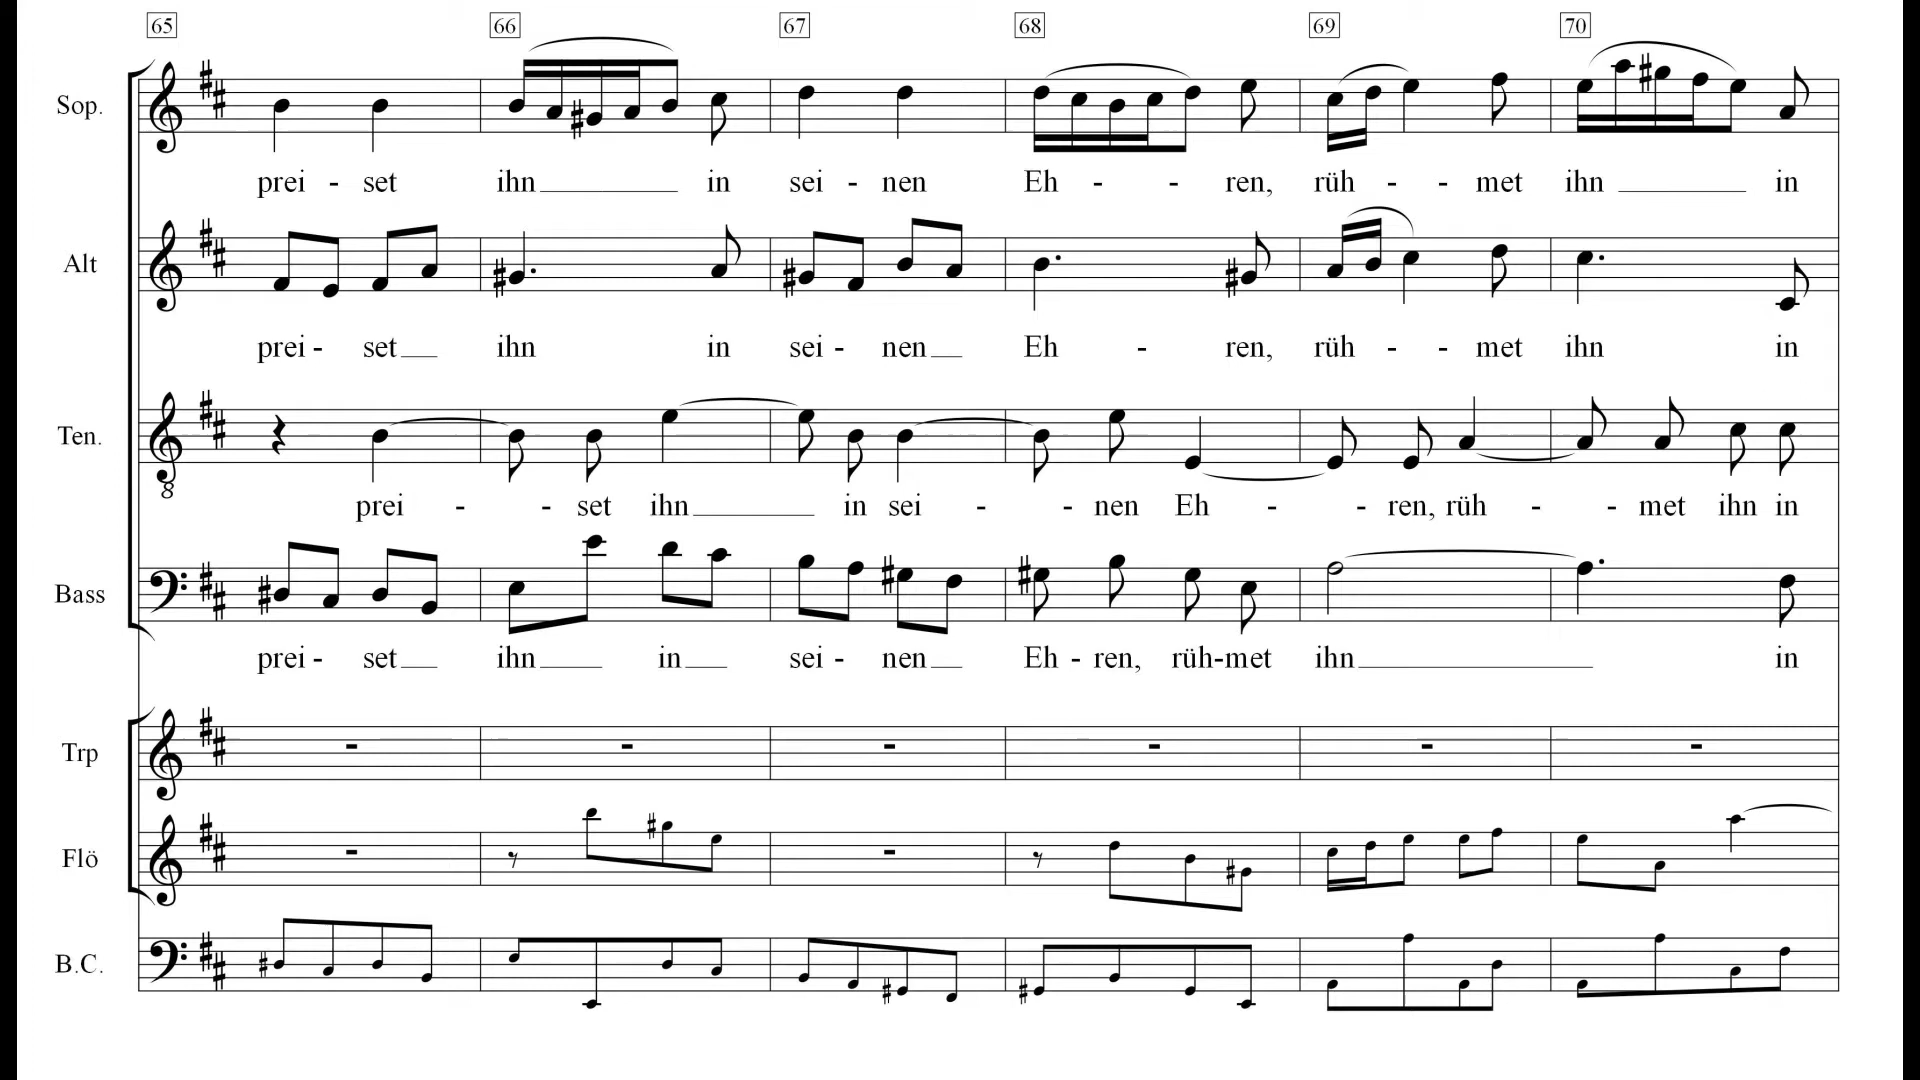 65 66 67 68 69 70
Sop.
prei - set ihn in sei - nen Eh - - ren, rüh - - met ihn in
Alt
prei - set ihn in sei - nen Eh - ren, rüh - - met ihn in
Ten.
8
prei - - set ihn in sei - - nen Eh - - ren, rüh - - met ihn in
Bass
prei - set ihn in sei - nen Eh - ren, rüh-met ihn in
Trp
Flö
B.C.